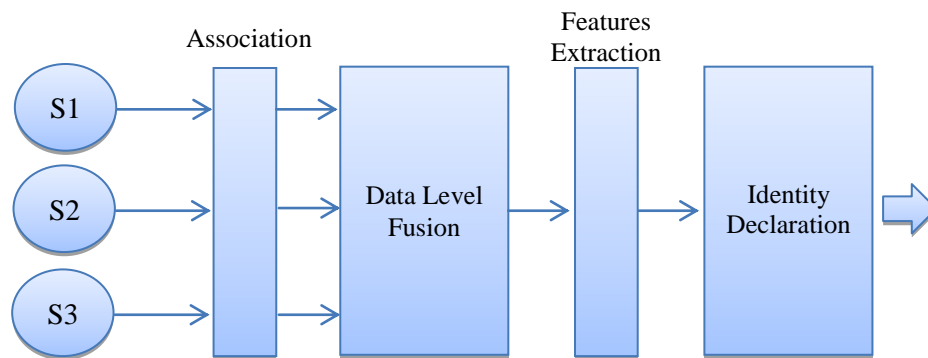 Association
Features
Extraction
S1
S2
S3
Data Level
Fusion
Identity
Declaration